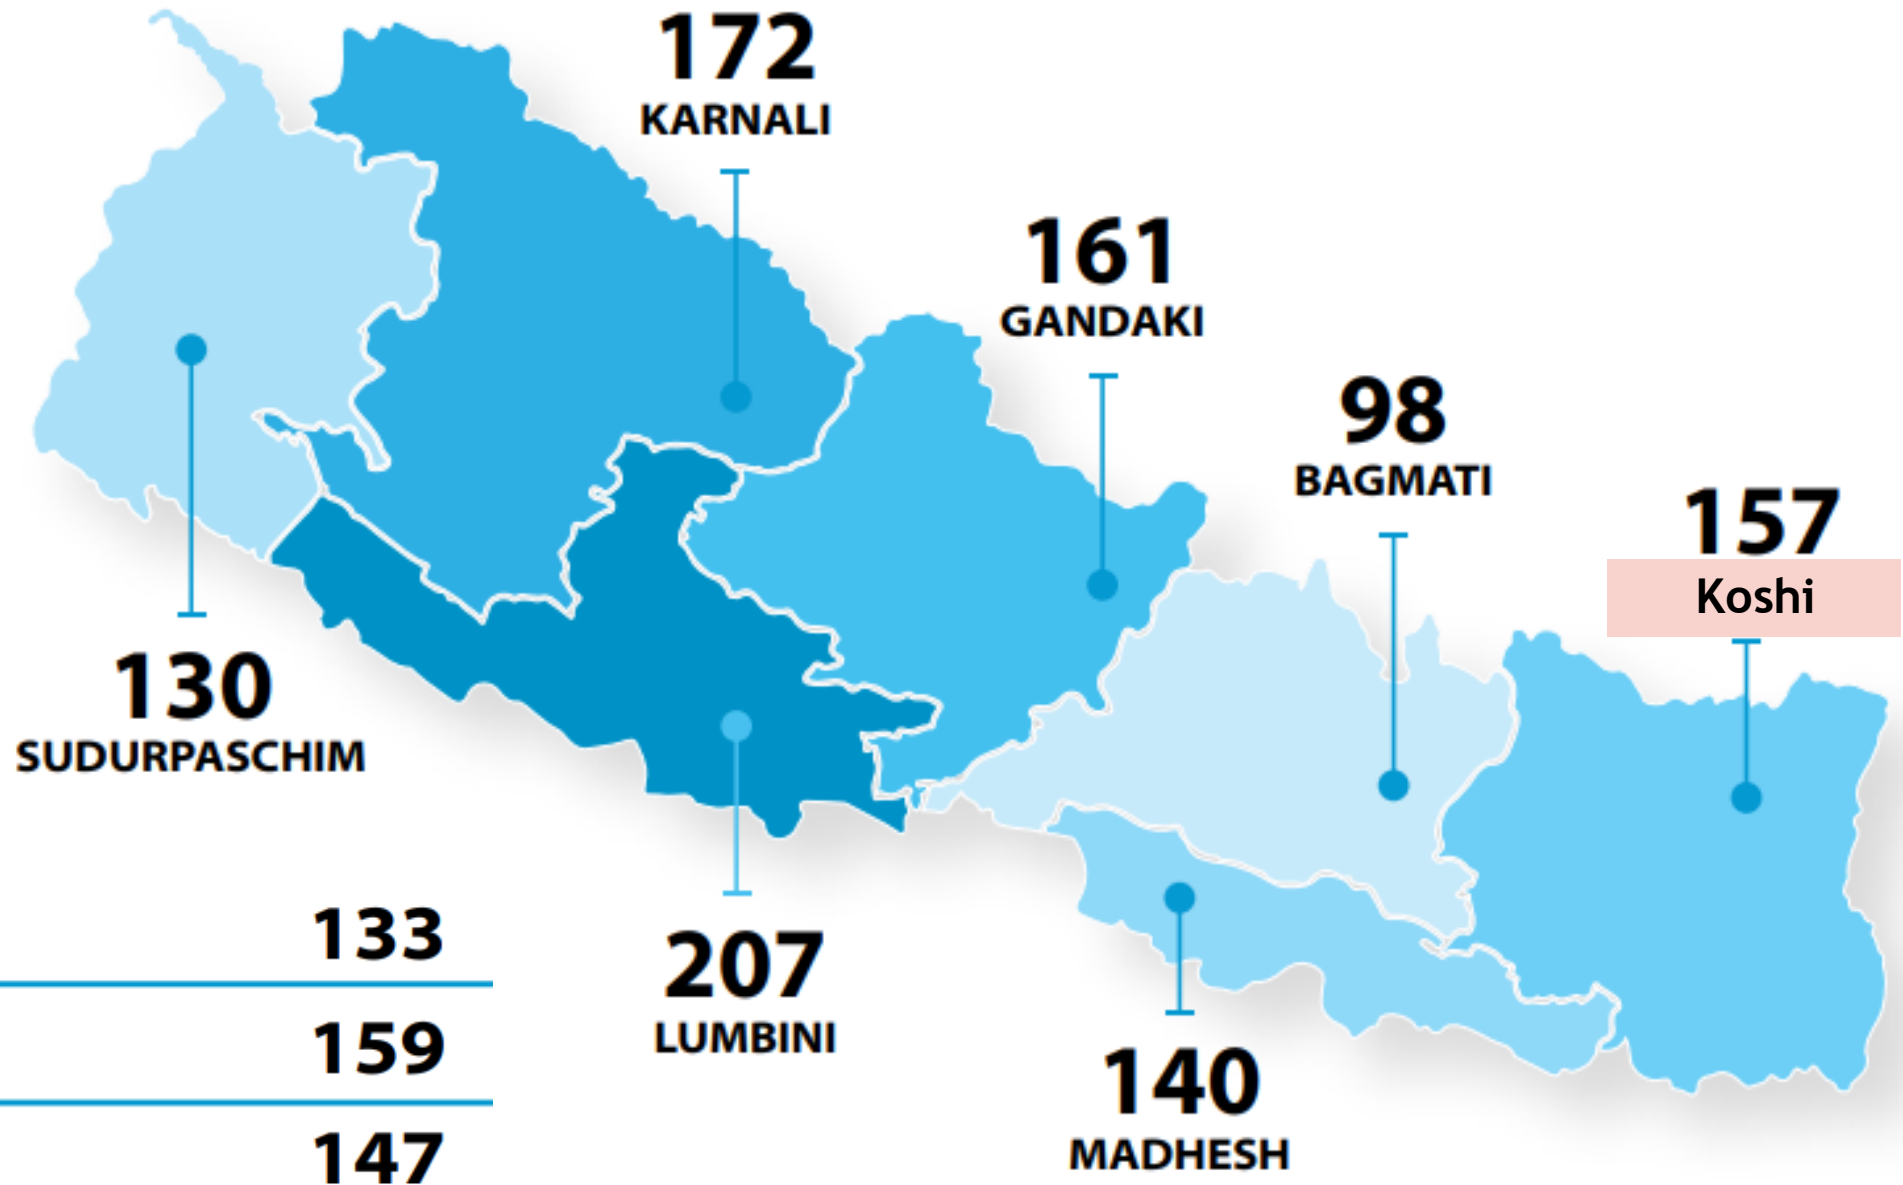 172
KARNALI
161
GANDAKI
98
BAGMATI
157
Koshi
130
SUDURPASCHIM
207
LUMBINI
140
MADHESH
133
159
147